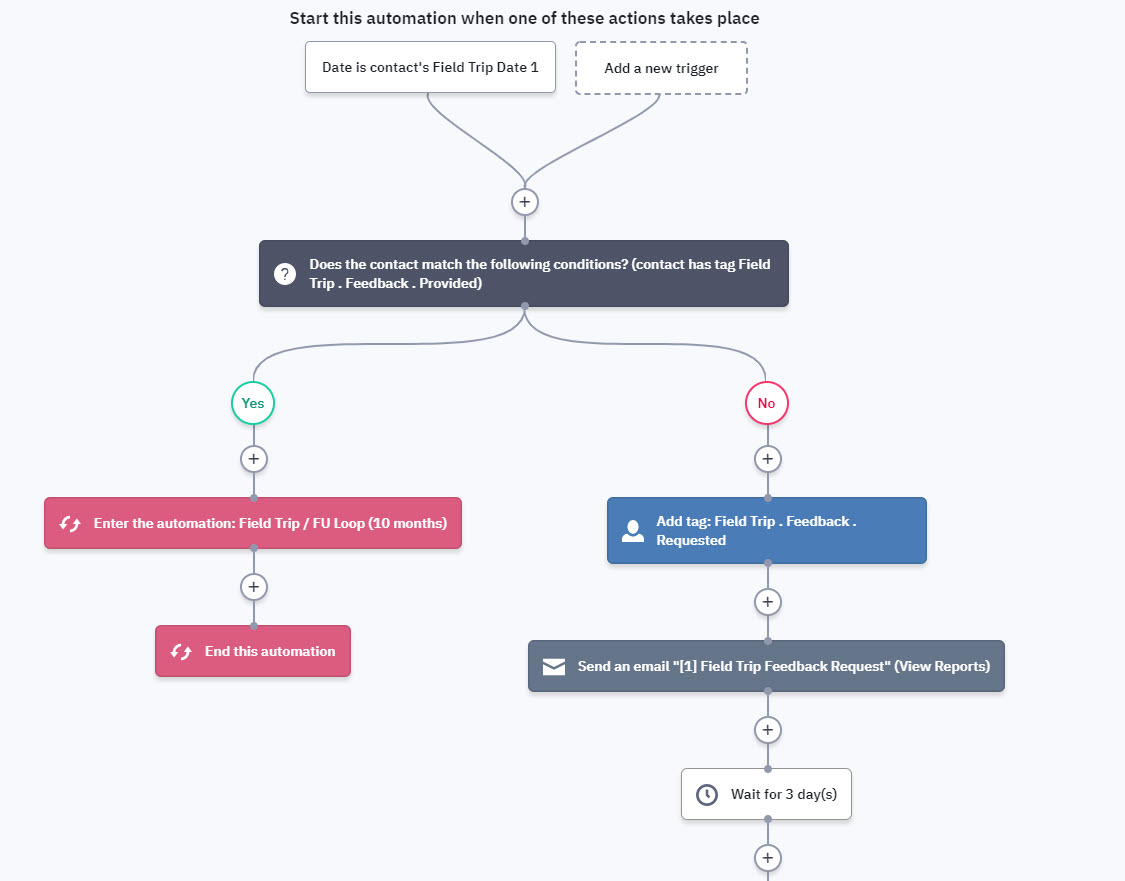 Start this automation when one of these actions takes place
Date is contact's Field Trip Date 1
Add a new trigger
+
? Does the contact match the following conditions? (contact has tag Field
Trip . Feedback . Provided)
Yes
No
+
+
Enter the automation: Field Trip / FU Loop (10 months)
Add tag: Field Trip . Feedback .
Requested
+
+
End this automation
Send an email "[1] Field Trip Feedback Request" (View Reports)
+
Wait for 3 day(s)
+